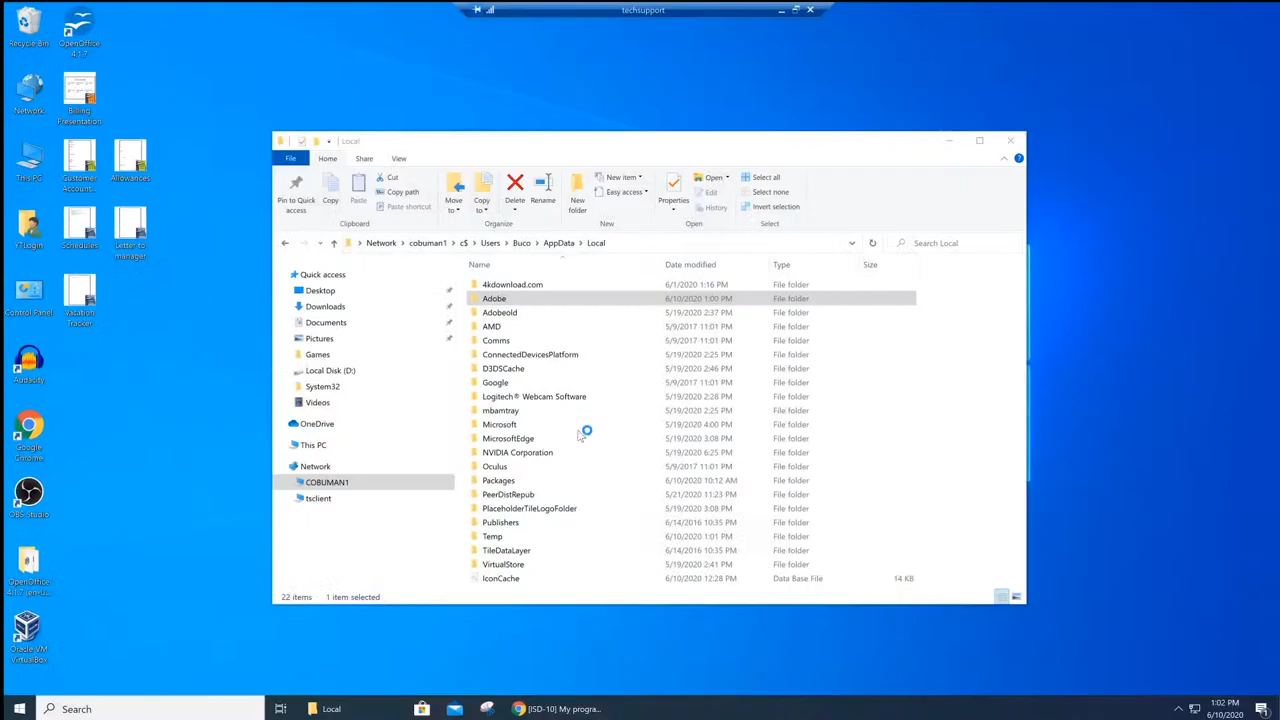 techsupport
Recycle Bin
OpenOffice
4.1.7
Network
Billing
Presentation
This PC
Customer
Account...
Allowances
YTLogin
Schedules
Letter to
manager
Control Panel
Vacation
Tracker
Audacity
Google
Chrome
OBS Studio
OpenOffice
4.1.7 (en-u...
Oracle VM
VirtualBox
Local
File Home Share View
Pin to Quick
access
Copy
Paste
Cut
Copy path
Paste shortcut
Clipboard
Move
to
Copy
to
Delete
Rename
Organize
New
folder
New item
Easy access
New
Properties
Open
Edit
History
Open
Select all
Select none
Invert selection
Select
Network > cobuman1 > c$ > Users > Buco > AppData > Local
Search Local
Name Date modified Type Size
Quick access
Desktop
Downloads
Documents
Pictures
Games
Local Disk (D:)
System32
Videos
OneDrive
This PC
Network
COBUMAN1
tsclient
4kdownload.com 6/1/2020 1:16 PM File folder
Adobe 6/10/2020 1:00 PM File folder
Adobeold 5/19/2020 2:37 PM File folder
AMD 5/9/2017 11:01 PM File folder
Comms 5/9/2017 11:01 PM File folder
ConnectedDevicesPlatform 5/19/2020 2:25 PM File folder
D3DSCache 5/19/2020 2:46 PM File folder
Google 5/9/2017 11:01 PM File folder
Logitech® Webcam Software 5/19/2020 2:28 PM File folder
mbamtray 5/19/2020 2:25 PM File folder
Microsoft 5/19/2020 4:00 PM File folder
MicrosoftEdge 5/19/2020 3:08 PM File folder
NVIDIA Corporation 5/19/2020 6:25 PM File folder
Oculus 5/9/2017 11:01 PM File folder
Packages 6/10/2020 10:12 AM File folder
PeerDistRepub 5/21/2020 11:23 PM File folder
PlaceholderTileLogoFolder 5/19/2020 3:08 PM File folder
Publishers 6/14/2016 10:35 PM File folder
Temp 6/10/2020 1:01 PM File folder
TileDataLayer 6/14/2016 10:35 PM File folder
VirtualStore 5/19/2020 2:41 PM File folder
IconCache 6/10/2020 12:28 PM Data Base File 14 KB
22 items 1 item selected
Search
Local
[ISD-10] My progra...
1:02 PM
6/10/2020